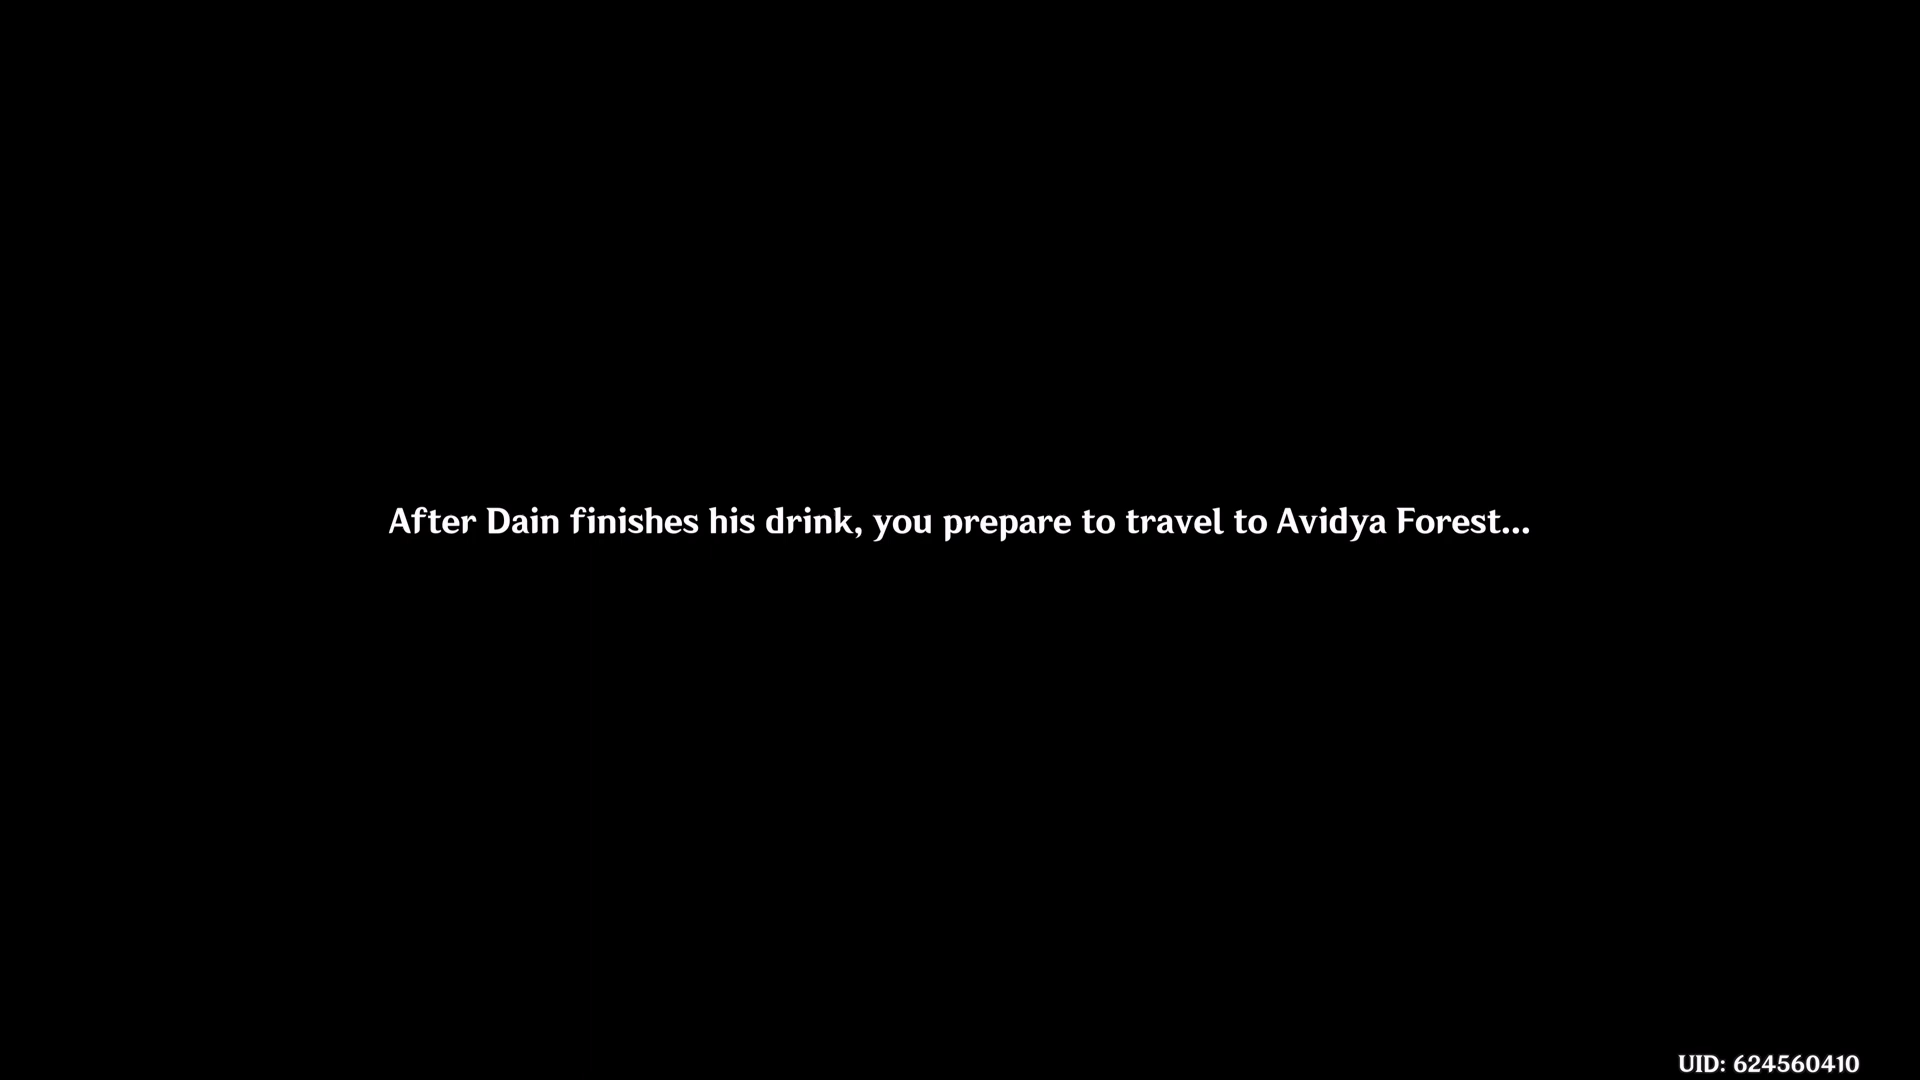 After Dain finishes his drink, you prepare to travel to Avidya Forest...
UID: 624560410